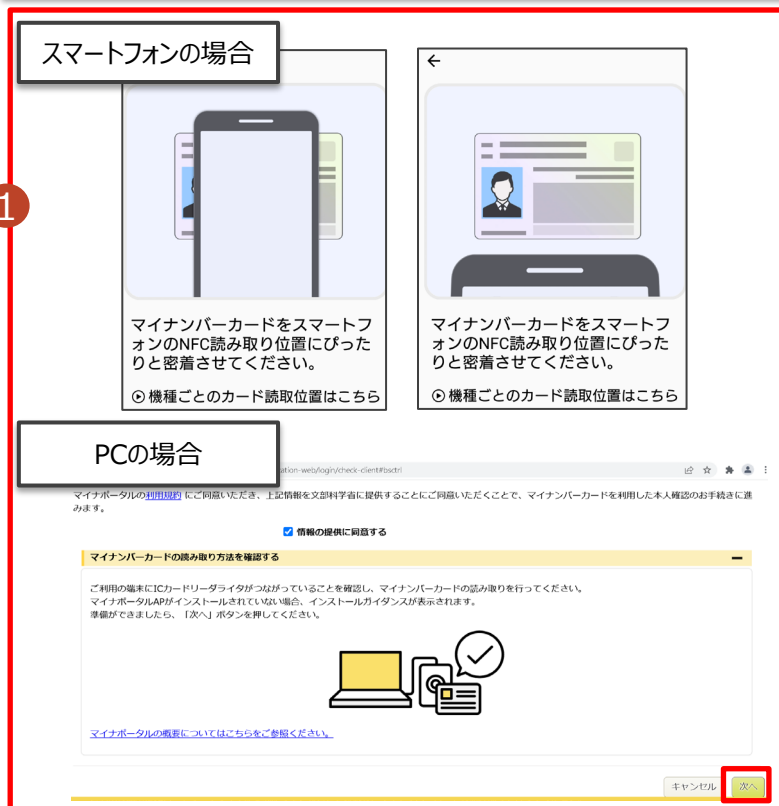 スマートフォンの場合
1
マイナンバーカードをスマートフ
ォンのNFC読み取り位置にぴった
りと密着させてください。
機種ごとのカード読取位置はこちら
マイナンバーカードをスマートフ
ォンのNFC読み取り位置にぴった
りと密着させてください。
機種ごとのカード読取位置はこちら
PCの場合
ation-web/login/check-client#bsctrl
マイナポータルの利用規約 にご同意いただき、上記情報を文部科学省に提供することにご同意いただくことで、マイナンバーカードを利用した本人確認のお手続きに進
みます。
情報の提供に同意する
マイナンバーカードの読み取り方法を確認する
ご利用の端末にICカードリーダライタがつながっていることを確認し、マイナンバーカードの読み取りを行ってください。
マイナポータルAPがインストールされていない場合、インストールガイダンスが表示されます。
準備ができましたら、「次へ」ボタンを押してください。
マイナポータルの概要についてはこちらをご参照ください。
キャンセル
次へ